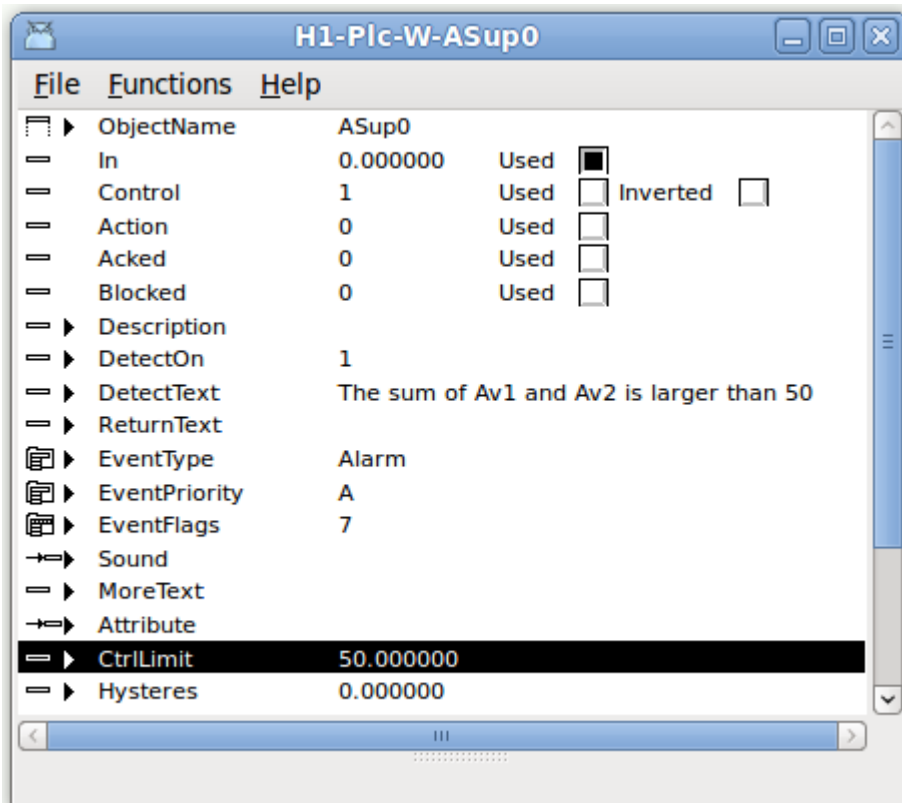 H1-Plc-W-ASup0
File Functions Help
ObjectName ASup0
In 0.000000 Used
Control 1 Used Inverted
Action 0 Used
Acked 0 Used
Blocked 0 Used
Description
DetectOn 1
DetectText The sum of Av1 and Av2 is larger than 50
ReturnText
EventType Alarm
EventPriority A
EventFlags 7
Sound
MoreText
Attribute
CtrlLimit 50.000000
Hysteres 0.000000